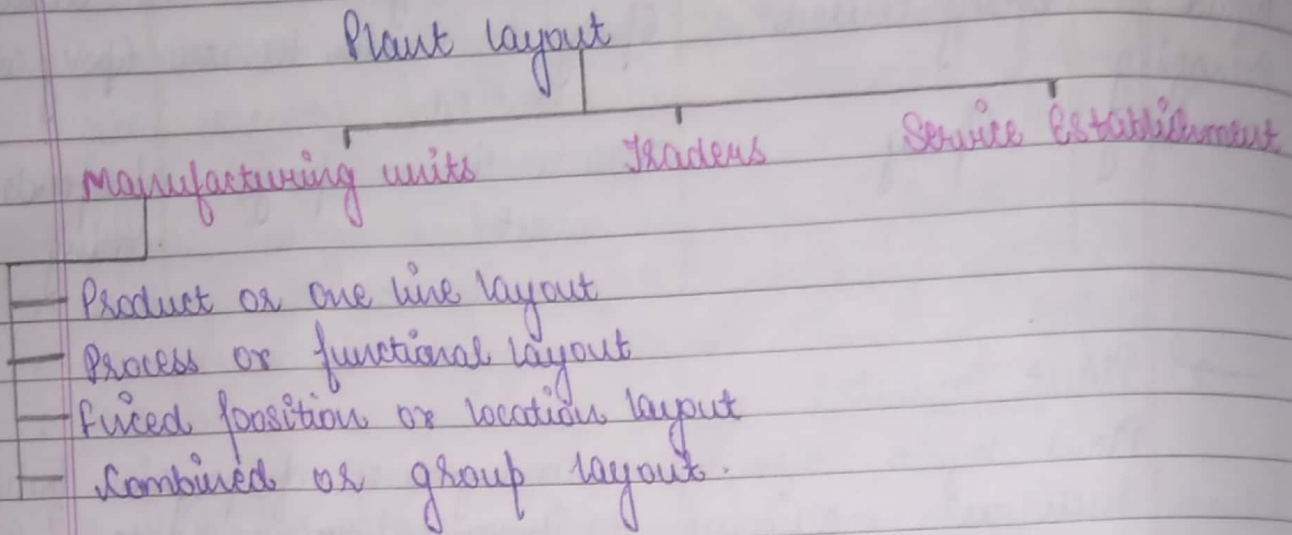 Plant layout
Manufacturing units Traders Service Establishment
Product or one line layout
Process or functional layout
Fixed position or location layout
Combined or group layout.